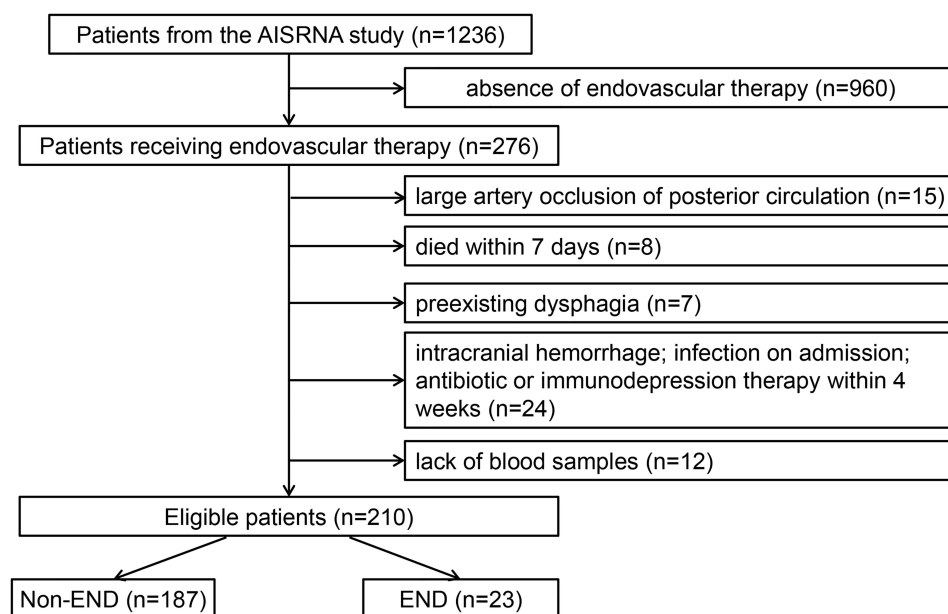 Patients from the AISRNA study (n=1236)
absence of endovascular therapy (n=960)
Patients receiving endovascular therapy (n=276)
large artery occlusion of posterior circulation (n=15)
died within 7 days (n=8)
preexisting dysphagia (n=7)
intracranial hemorrhage; infection on admission;
antibiotic or immunodepression therapy within 4
weeks (n=24)
lack of blood samples (n=12)
Eligible patients (n=210)
Non-END (n=187)
END (n=23)